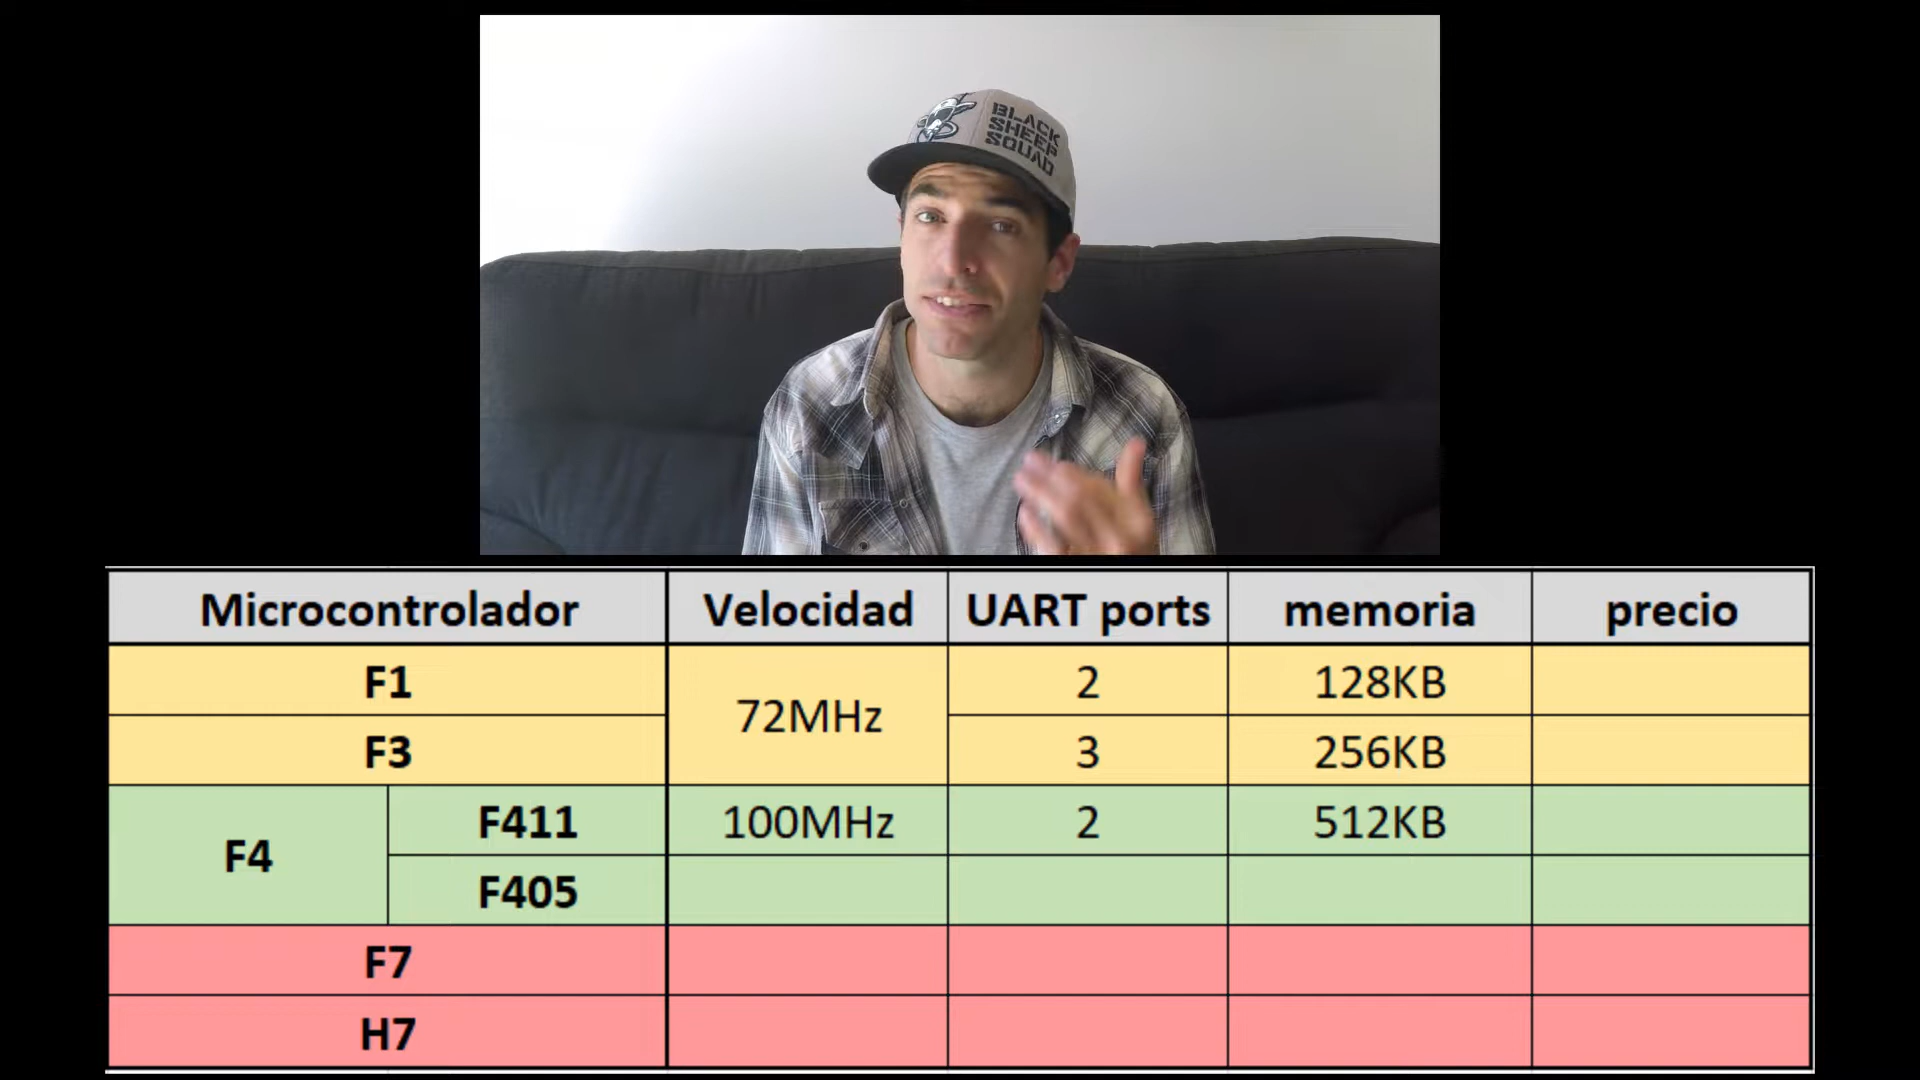 BLACK
SHEEP
SQUAD
Microcontrolador Velocidad UART ports memoria precio
F1 72MHz 2 128KB
F3 3 256KB
F4 F411 100MHz 2 512KB
F405
F7
H7